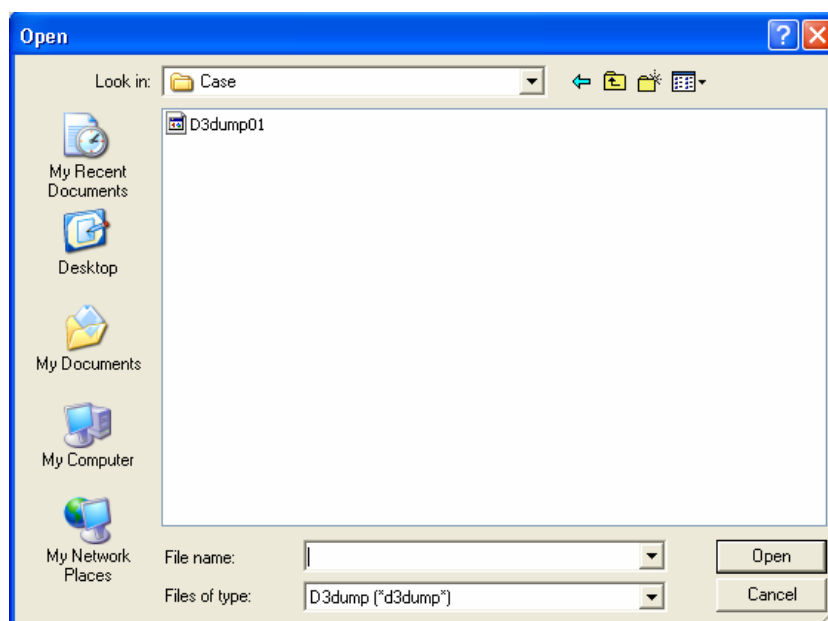 Open
Look in:
Case
D3dump01
My Recent
Documents
Desktop
My Documents
My Computer
My Network
Places
File name:
Open
Files of type:
D3dump (*d3dump*)
Cancel